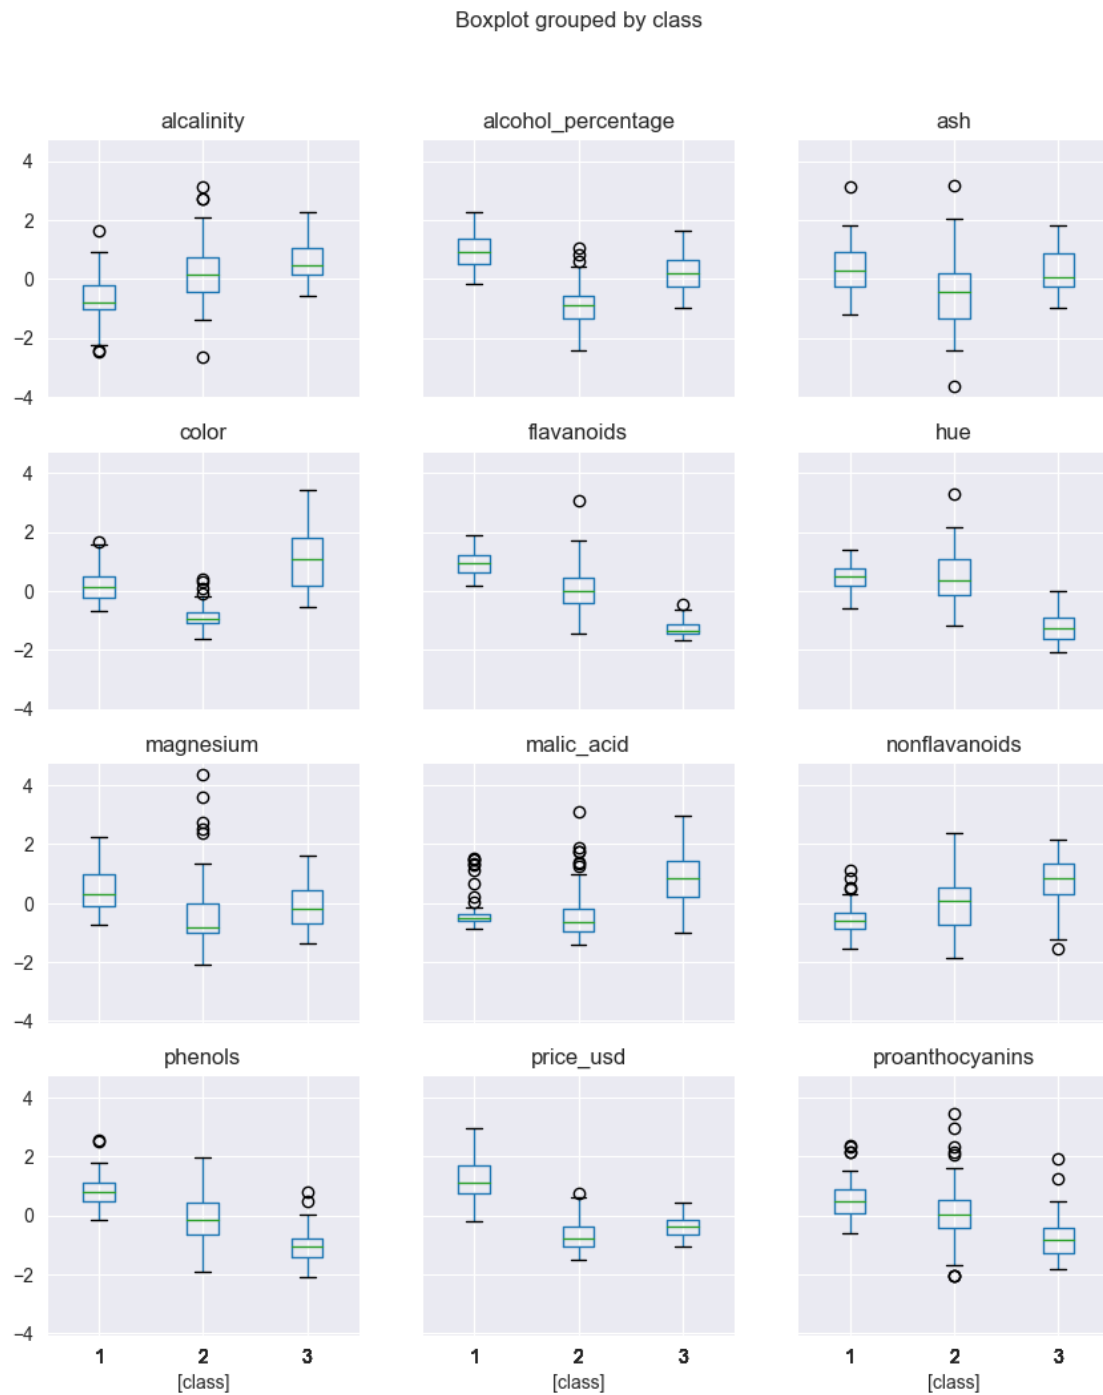 Boxplot grouped by class
alcalinity alcohol_percentage ash
4
2
0
−2
−4
color flavanoids hue
4
2
0
−2
−4
magnesium malic_acid nonflavanoids
4
2
0
−2
−4
phenols price_usd proanthocyanins
4
2
0
−2
−4
1 2 3 1 2 3 1 2 3
[class] [class] [class]